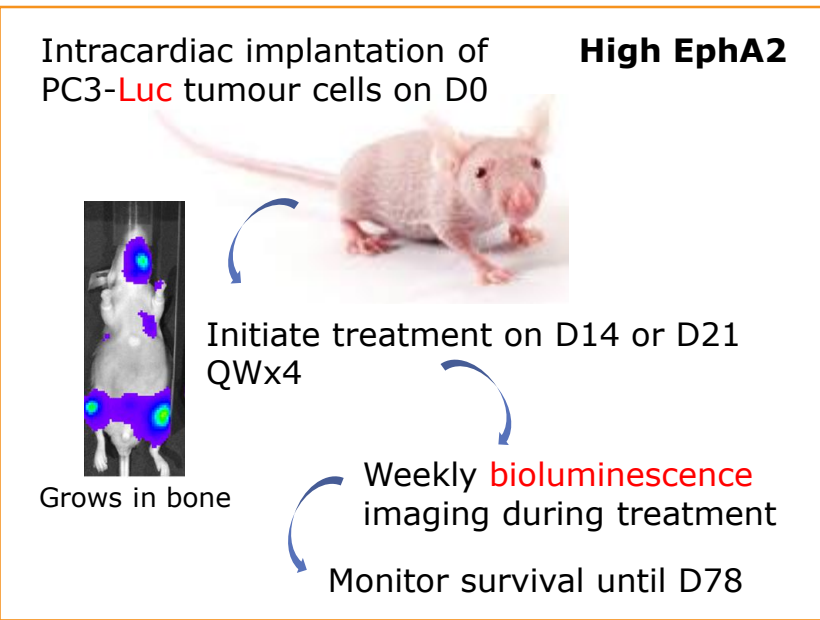 Intracardiac implantation of
PC3-Luc tumour cells on D0
High EphA2
Initiate treatment on D14 or D21
QWx4
Grows in bone
Weekly bioluminescence
imaging during treatment
Monitor survival until D78